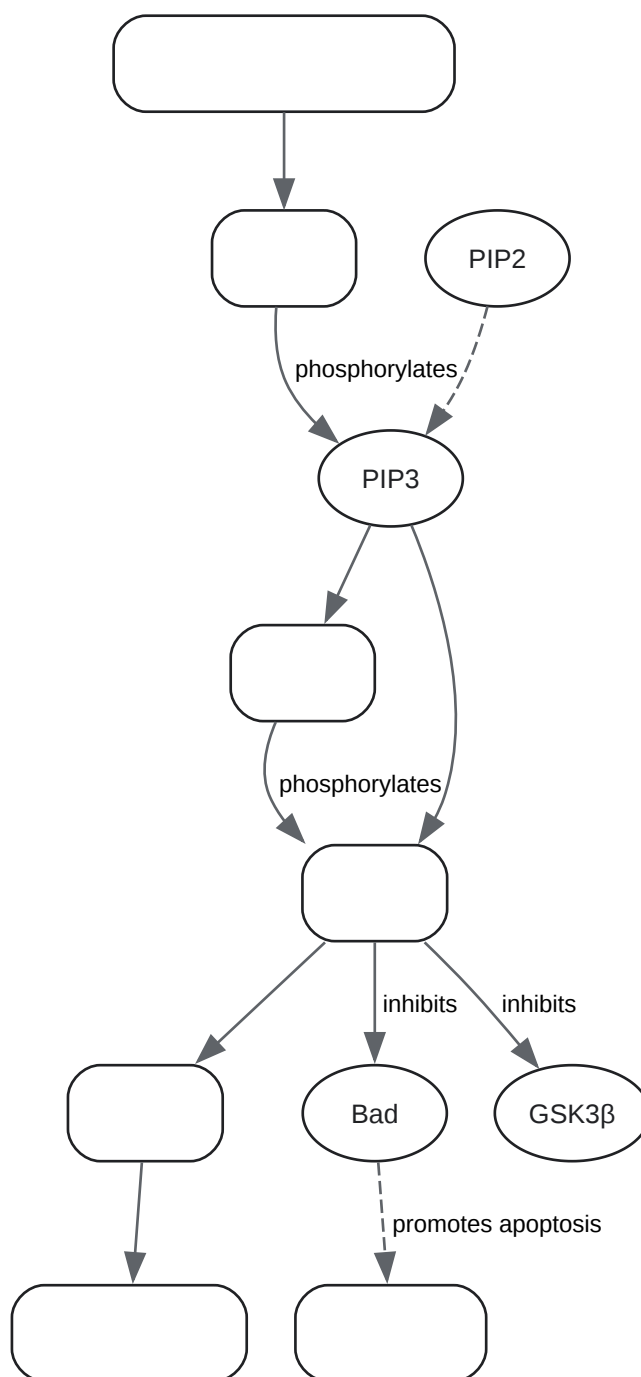 PIP2
phosphorylates
PIP3
phosphorylates
inhibits
inhibits
Bad
GSK3β
promotes apoptosis